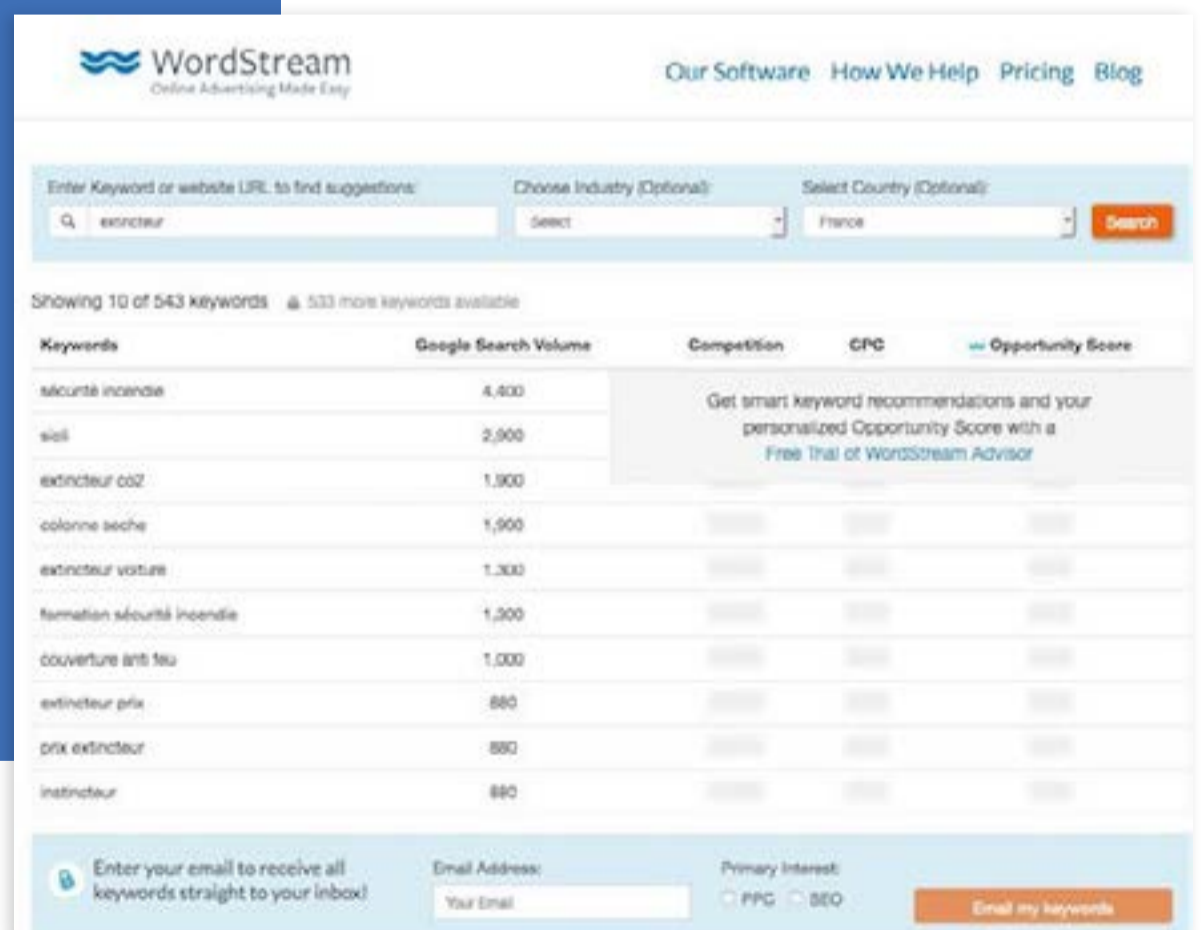 WordStream
Online Advertising Made Easy
Our Software How We Help Pricing Blog
Enter Keyword or website URL to find suggestions: Choose Industry (Optional): Select Country (Optional):
extincteur Select France Search
Showing 10 of 543 keywords 533 more keywords available
Keywords Google Search Volume Competition CPC Opportunity Score
sécurité incendie 4,400
Get smart keyword recommendations and your
personalized Opportunity Score with a
Free Trial of WordStream Advisor
2,900
extincteur co2 1,900
colonne seche 1,900
extincteur voiture 1,300
formation sécurité incendie 1,300
couverture anti feu 1,000
extincteur prix 880
prix extincteur 880
instincteur 880
Enter your email to receive all
keywords straight to your inbox!
Email Address:
Your Email
Primary Interest:
PPC SEO
Email my keywords